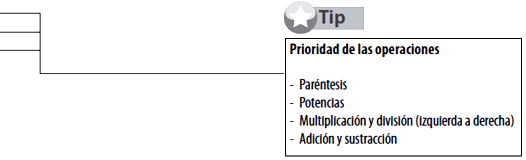 Tip
Prioridad de las operaciones
- Paréntesis
- Potencias
- Multiplicación y división (izquierda a derecha)
- Adición y sustracción